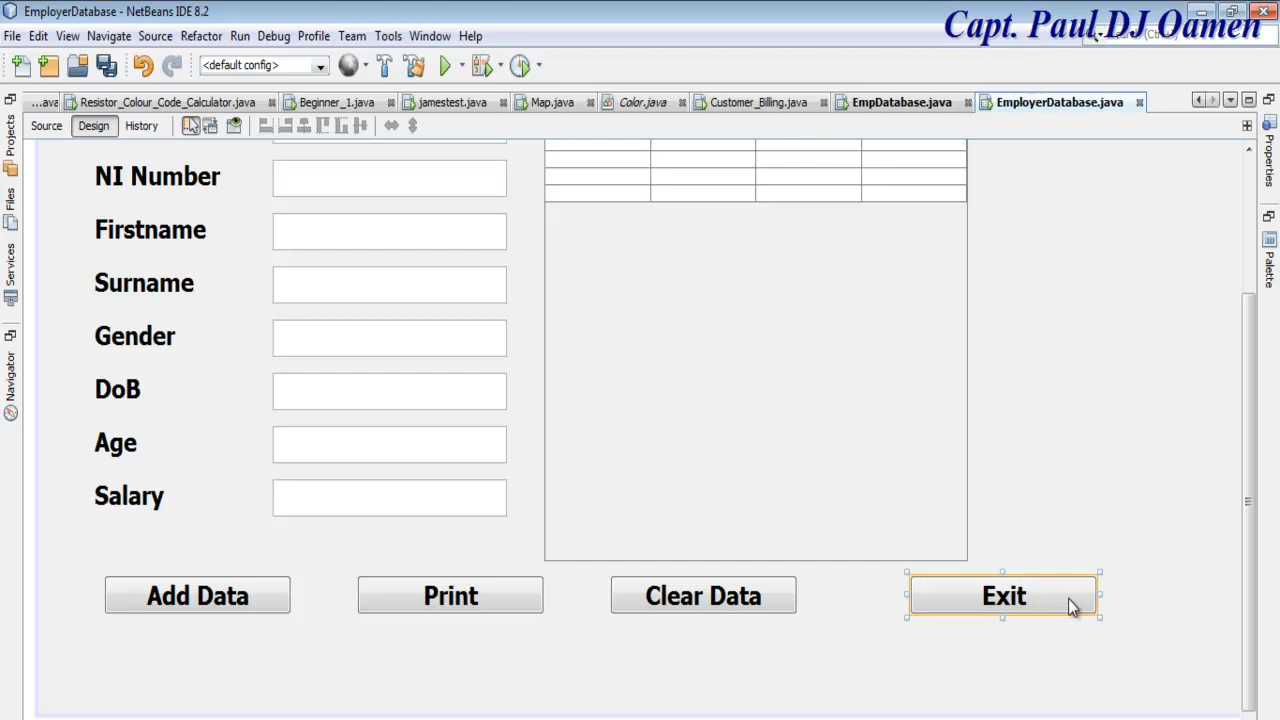 EmployerDatabase - NetBeans IDE 8.2
Capt. Paul DJ Oamen
File Edit View Navigate Source Refactor Run Debug Profile Team Tools Window Help
<default config>
...ava Resistor_Colour_Code_Calculator.java Beginner_1.java jamestest.java Map.java Color.java Customer_Billing.java EmpDatabase.java EmployerDatabase.java
Source Design History
Projects
Files
Services
Navigator
NI Number
Firstname
Surname
Gender
DoB
Age
Salary
Add Data Print Clear Data Exit
Properties
Palette